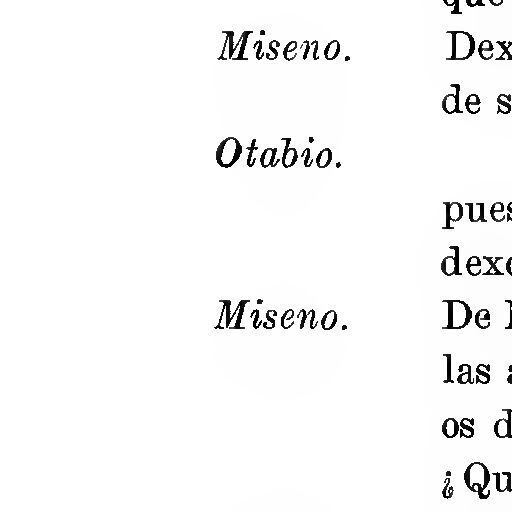 que
Miseno. Dex
de s
Otabio.
pues
dexe
Miseno. De
las a
os d
¿Qu